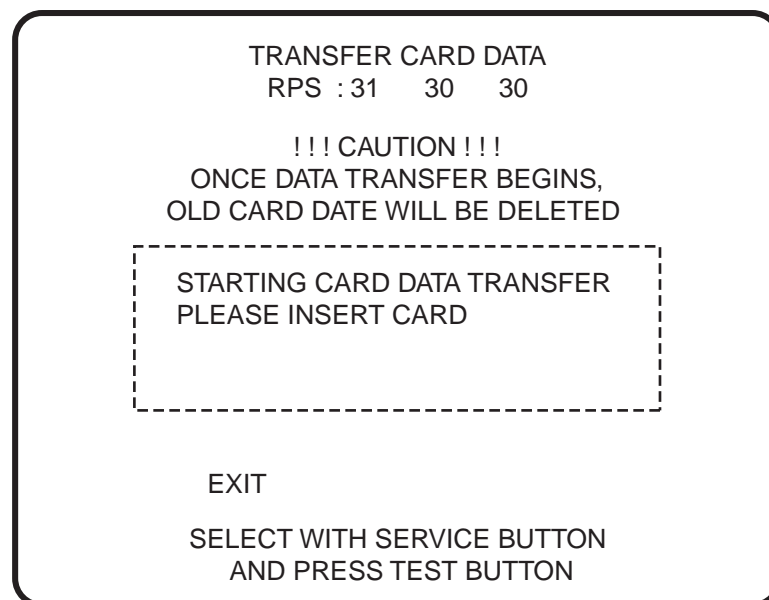 TRANSFER CARD DATA
RPS : 31 30 30
! ! ! CAUTION ! ! !
ONCE DATA TRANSFER BEGINS,
OLD CARD DATE WILL BE DELETED
STARTING CARD DATA TRANSFER
PLEASE INSERT CARD
EXIT
SELECT WITH SERVICE BUTTON
AND PRESS TEST BUTTON